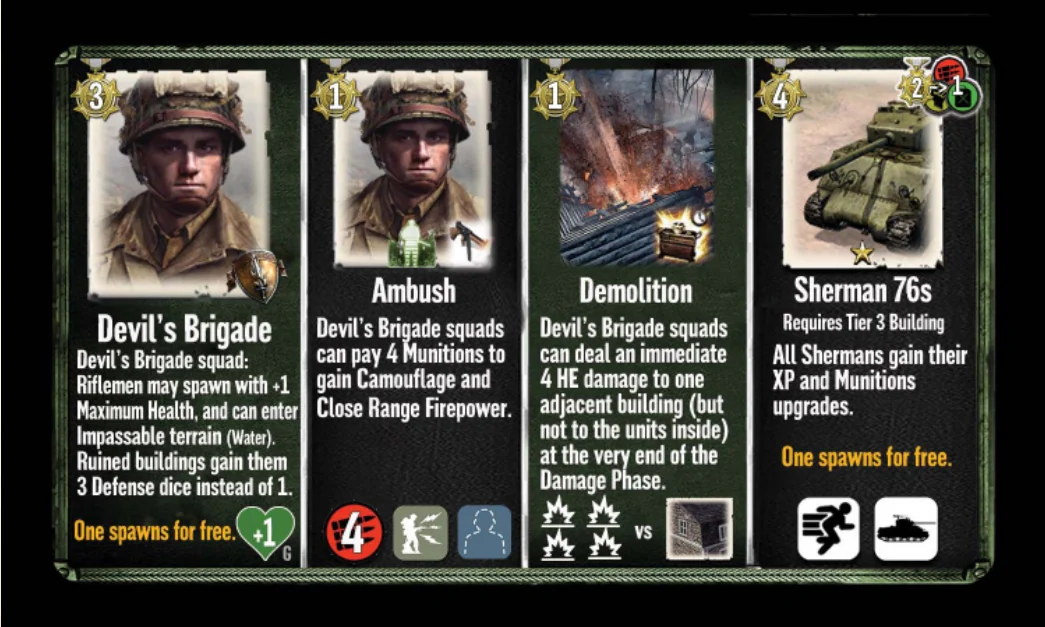 3
Devil's Brigade
Devil's Brigade squad:
Riflemen may spawn with +1
Maximum Health, and can enter
Impassable terrain (Water).
Ruined buildings gain them
3 Defense dice instead of 1.
One spawns for free.
+1
G
1
Ambush
Devil's Brigade squads
can pay 4 Munitions to
gain Camouflage and
Close Range Firepower.
4
1
Demolition
Devil's Brigade squads
can deal an immediate
4 HE damage to one
adjacent building (but
not to the units inside)
at the very end of the
Damage Phase.
vs
4
2->1
Sherman 76s
Requires Tier 3 Building
All Shermans gain their
XP and Munitions
upgrades.
One spawns for free.